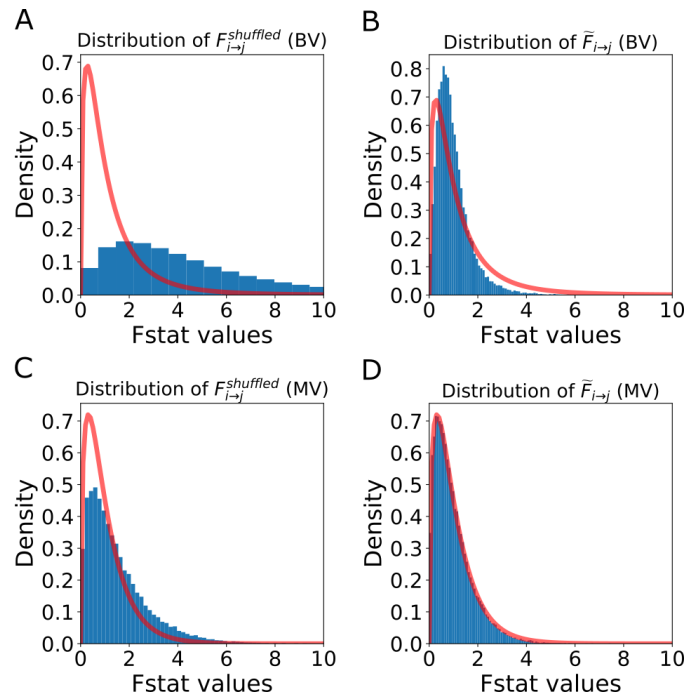 A
Distribution of F_{i→j}^{shuffled} (BV)
Density
0.7
0.6
0.5
0.4
0.3
0.2
0.1
0.0
0 2 4 6 8 10
Fstat values
B
Distribution of F̃_{i→j} (BV)
Density
0.8
0.7
0.6
0.5
0.4
0.3
0.2
0.1
0.0
0 2 4 6 8 10
Fstat values
C
Distribution of F_{i→j}^{shuffled} (MV)
Density
0.7
0.6
0.5
0.4
0.3
0.2
0.1
0.0
0 2 4 6 8 10
Fstat values
D
Distribution of F̃_{i→j} (MV)
Density
0.7
0.6
0.5
0.4
0.3
0.2
0.1
0.0
0 2 4 6 8 10
Fstat values